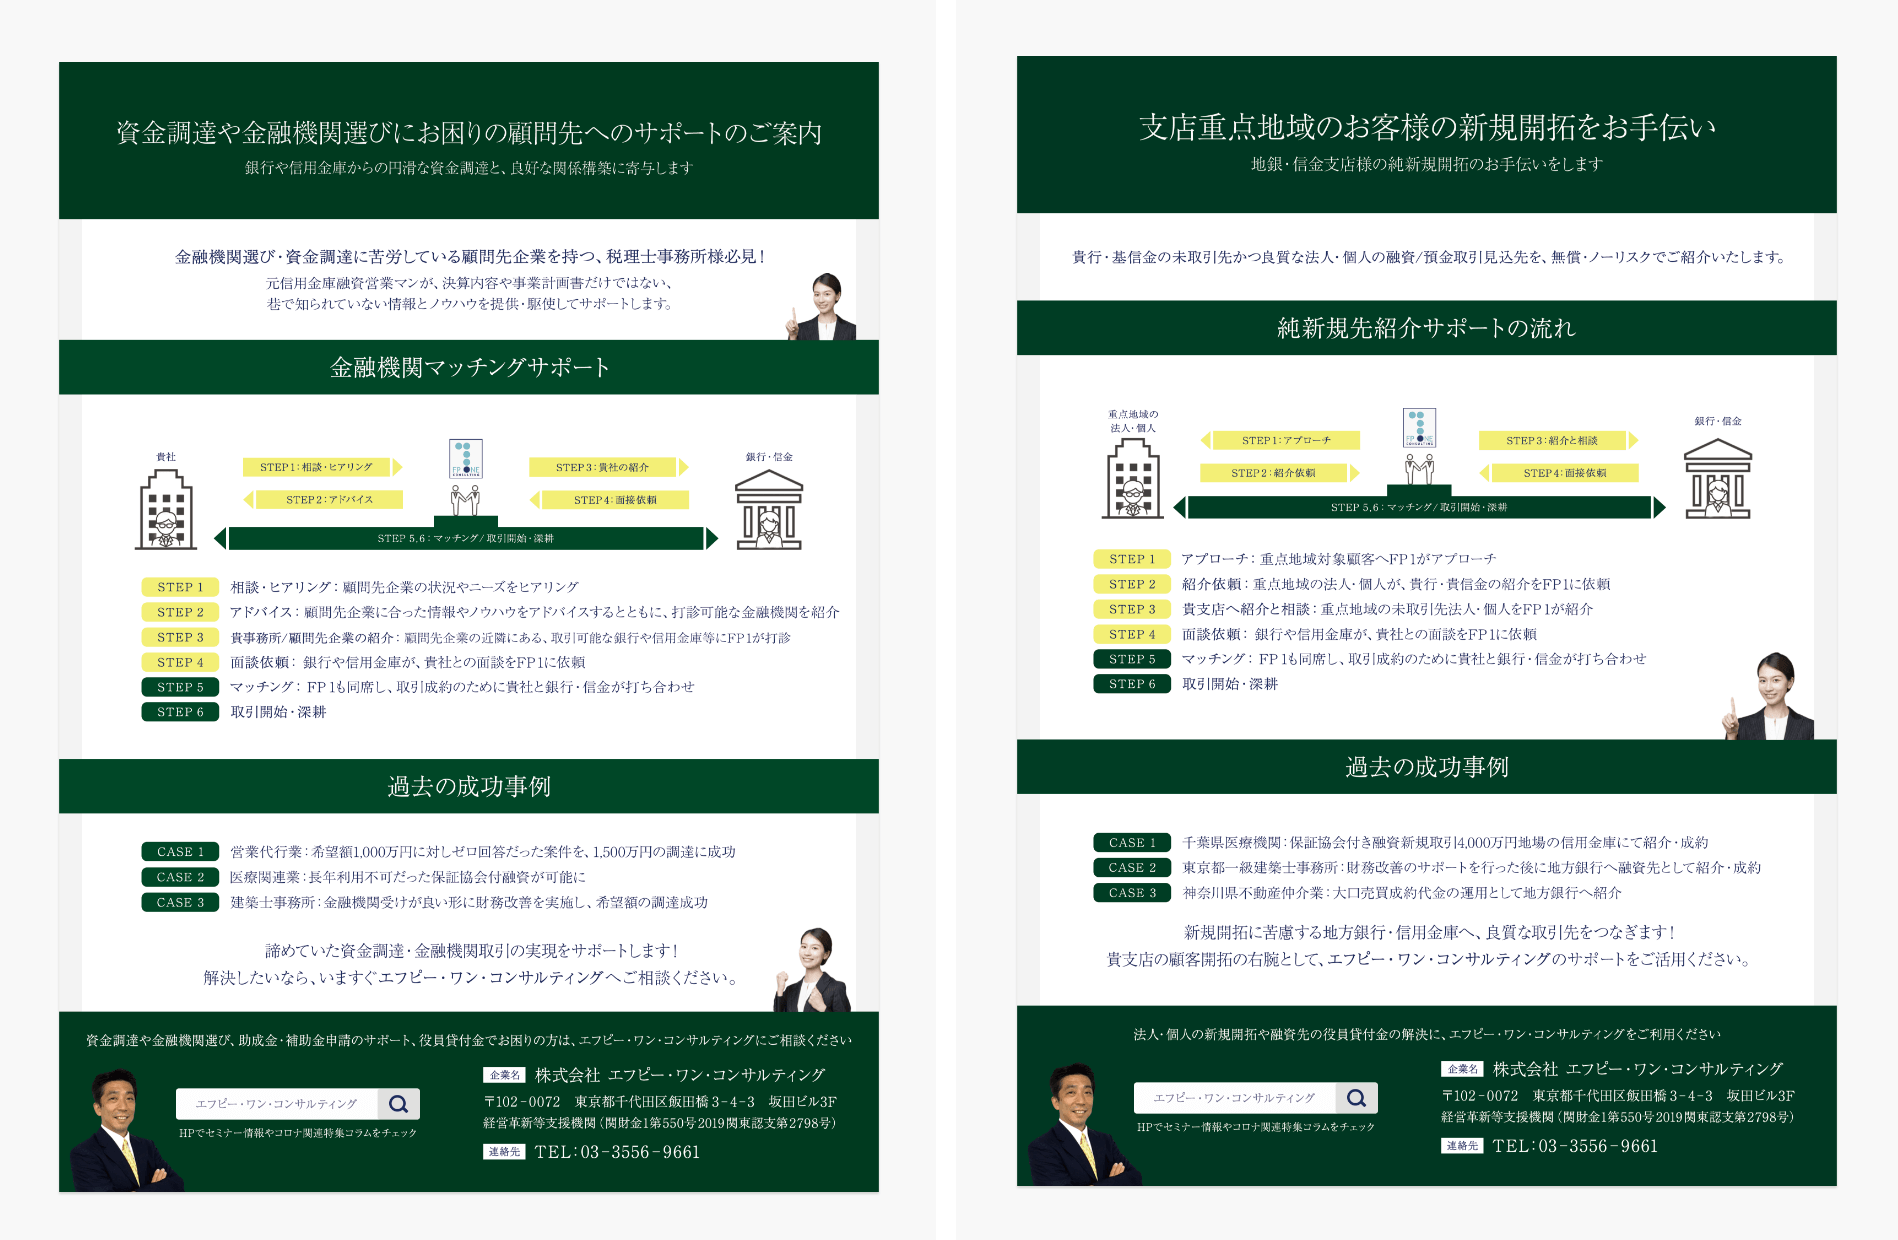 資金調達や金融機関選びにお困りの顧問先へのサポートのご案内
銀行や信用金庫からの円滑な資金調達と、良好な関係構築に寄与します
金融機関選び・資金調達に苦労している顧問先企業を持つ、税理士事務所様必見！
元信用金庫融資営業マンが、決算内容や事業計画書だけではない、
巷で知られていない情報とノウハウを提供・駆使してサポートします。
金融機関マッチングサポート
貴社
STEP1：相談・ヒアリング
STEP2：アドバイス
FP ONE
CONSULTING
STEP3：貴社の紹介
STEP4：面接依頼
銀行・信金
STEP 5,6：マッチング/取引開始・深耕
STEP 1 相談・ヒアリング：顧問先企業の状況やニーズをヒアリング
STEP 2 アドバイス：顧問先企業に合った情報やノウハウをアドバイスするとともに、打診可能な金融機関を紹介
STEP 3 貴事務所/顧問先企業の紹介：顧問先企業の近隣にある、取引可能な銀行や信用金庫等にFP1が打診
STEP 4 面談依頼：銀行や信用金庫が、貴社との面談をFP1に依頼
STEP 5 マッチング：FP1も同席し、取引成約のために貴社と銀行・信金が打ち合わせ
STEP 6 取引開始・深耕
過去の成功事例
CASE 1 営業代行業：希望額1,000万円に対しゼロ回答だった案件を、1,500万円の調達に成功
CASE 2 医療関連業：長年利用不可だった保証協会付融資が可能に
CASE 3 建築士事務所：金融機関受けが良い形に財務改善を実施し、希望額の調達成功
諦めていた資金調達・金融機関取引の実現をサポートします！
解決したいなら、いますぐエフピー・ワン・コンサルティングへご相談ください。
資金調達や金融機関選び、助成金・補助金申請のサポート、役員貸付金でお困りの方は、エフピー・ワン・コンサルティングにご相談ください
エフピー・ワン・コンサルティング
HPでセミナー情報やコロナ関連特集コラムをチェック
企業名 株式会社 エフピー・ワン・コンサルティング
〒102-0072 東京都千代田区飯田橋3-4-3 坂田ビル3F
経営革新等支援機関（関財金1第550号2019関東認支第2798号）
連絡先 TEL：03-3556-9661
支店重点地域のお客様の新規開拓をお手伝い
地銀・信金支店様の純新規開拓のお手伝いをします
貴行・基信金の未取引先かつ良質な法人・個人の融資/預金取引見込先を、無償・ノーリスクでご紹介いたします。
純新規先紹介サポートの流れ
重点地域の
法人・個人
STEP1：アプローチ
STEP2：紹介依頼
FP ONE
CONSULTING
STEP3：紹介と相談
STEP4：面接依頼
銀行・信金
STEP 5,6：マッチング/取引開始・深耕
STEP 1 アプローチ：重点地域対象顧客へFP1がアプローチ
STEP 2 紹介依頼：重点地域の法人・個人が、貴行・貴信金の紹介をFP1に依頼
STEP 3 貴支店へ紹介と相談：重点地域の未取引先法人・個人をFP1が紹介
STEP 4 面談依頼：銀行や信用金庫が、貴社との面談をFP1に依頼
STEP 5 マッチング：FP1も同席し、取引成約のために貴社と銀行・信金が打ち合わせ
STEP 6 取引開始・深耕
過去の成功事例
CASE 1 千葉県医療機関：保証協会付き融資新規取引4,000万円地場の信用金庫にて紹介・成約
CASE 2 東京都一級建築士事務所：財務改善のサポートを行った後に地方銀行へ融資先として紹介・成約
CASE 3 神奈川県不動産仲介業：大口売買成約代金の運用として地方銀行へ紹介
新規開拓に苦慮する地方銀行・信用金庫へ、良質な取引先をつなぎます！
貴支店の顧客開拓の右腕として、エフピー・ワン・コンサルティングのサポートをご活用ください。
法人・個人の新規開拓や融資先の役員貸付金の解決に、エフピー・ワン・コンサルティングをご利用ください
エフピー・ワン・コンサルティング
HPでセミナー情報やコロナ関連特集コラムをチェック
企業名 株式会社 エフピー・ワン・コンサルティング
〒102-0072 東京都千代田区飯田橋3-4-3 坂田ビル3F
経営革新等支援機関（関財金1第550号2019関東認支第2798号）
連絡先 TEL：03-3556-9661